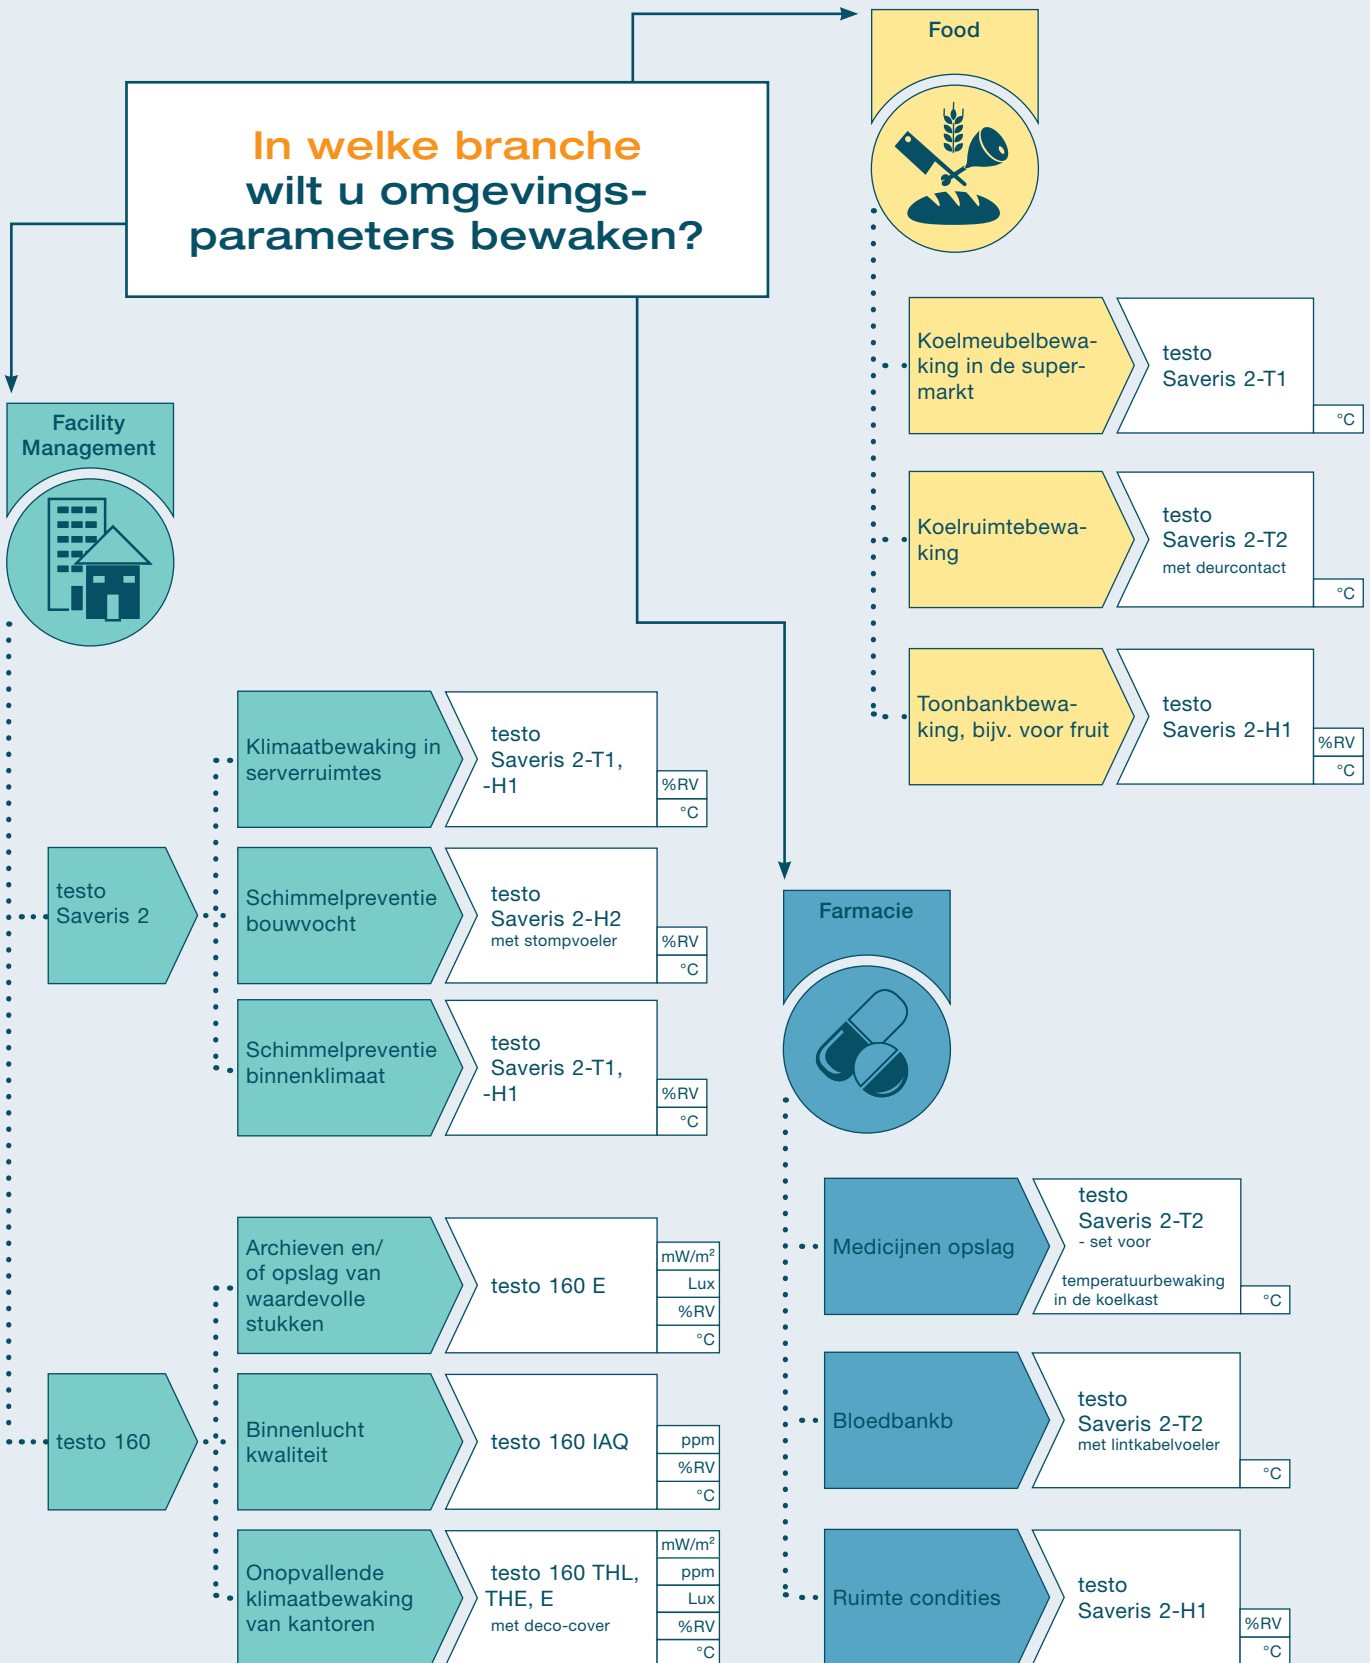 In welke branche
wilt u omgevings-
parameters bewaken?
Food
Koelmeubelbewa-
king in de super-
markt
testo
Saveris 2-T1
°C
Koelruimtebewa-
king
testo
Saveris 2-T2
met deurcontact
°C
Toonbankbewa-
king, bijv. voor fruit
testo
Saveris 2-H1
%RV
°C
Facility
Management
testo
Saveris 2
Klimaatbewaking in
serverruimtes
testo
Saveris 2-T1,
-H1
%RV
°C
Schimmelpreventie
bouwvocht
testo
Saveris 2-H2
met stompvoeler
%RV
°C
Schimmelpreventie
binnenklimaat
testo
Saveris 2-T1,
-H1
%RV
°C
testo 160
Archieven en/
of opslag van
waardevolle
stukken
testo 160 E
mW/m²
Lux
%RV
°C
Binnenlucht
kwaliteit
testo 160 IAQ
ppm
%RV
°C
Onopvallende
klimaatbewaking
van kantoren
testo 160 THL,
THE, E
met deco-cover
mW/m²
ppm
Lux
%RV
°C
Farmacie
Medicijnen opslag
testo
Saveris 2-T2
- set voor
temperatuurbewaking
in de koelkast
°C
Bloedbankb
testo
Saveris 2-T2
met lintkabelvoeler
°C
Ruimte condities
testo
Saveris 2-H1
%RV
°C